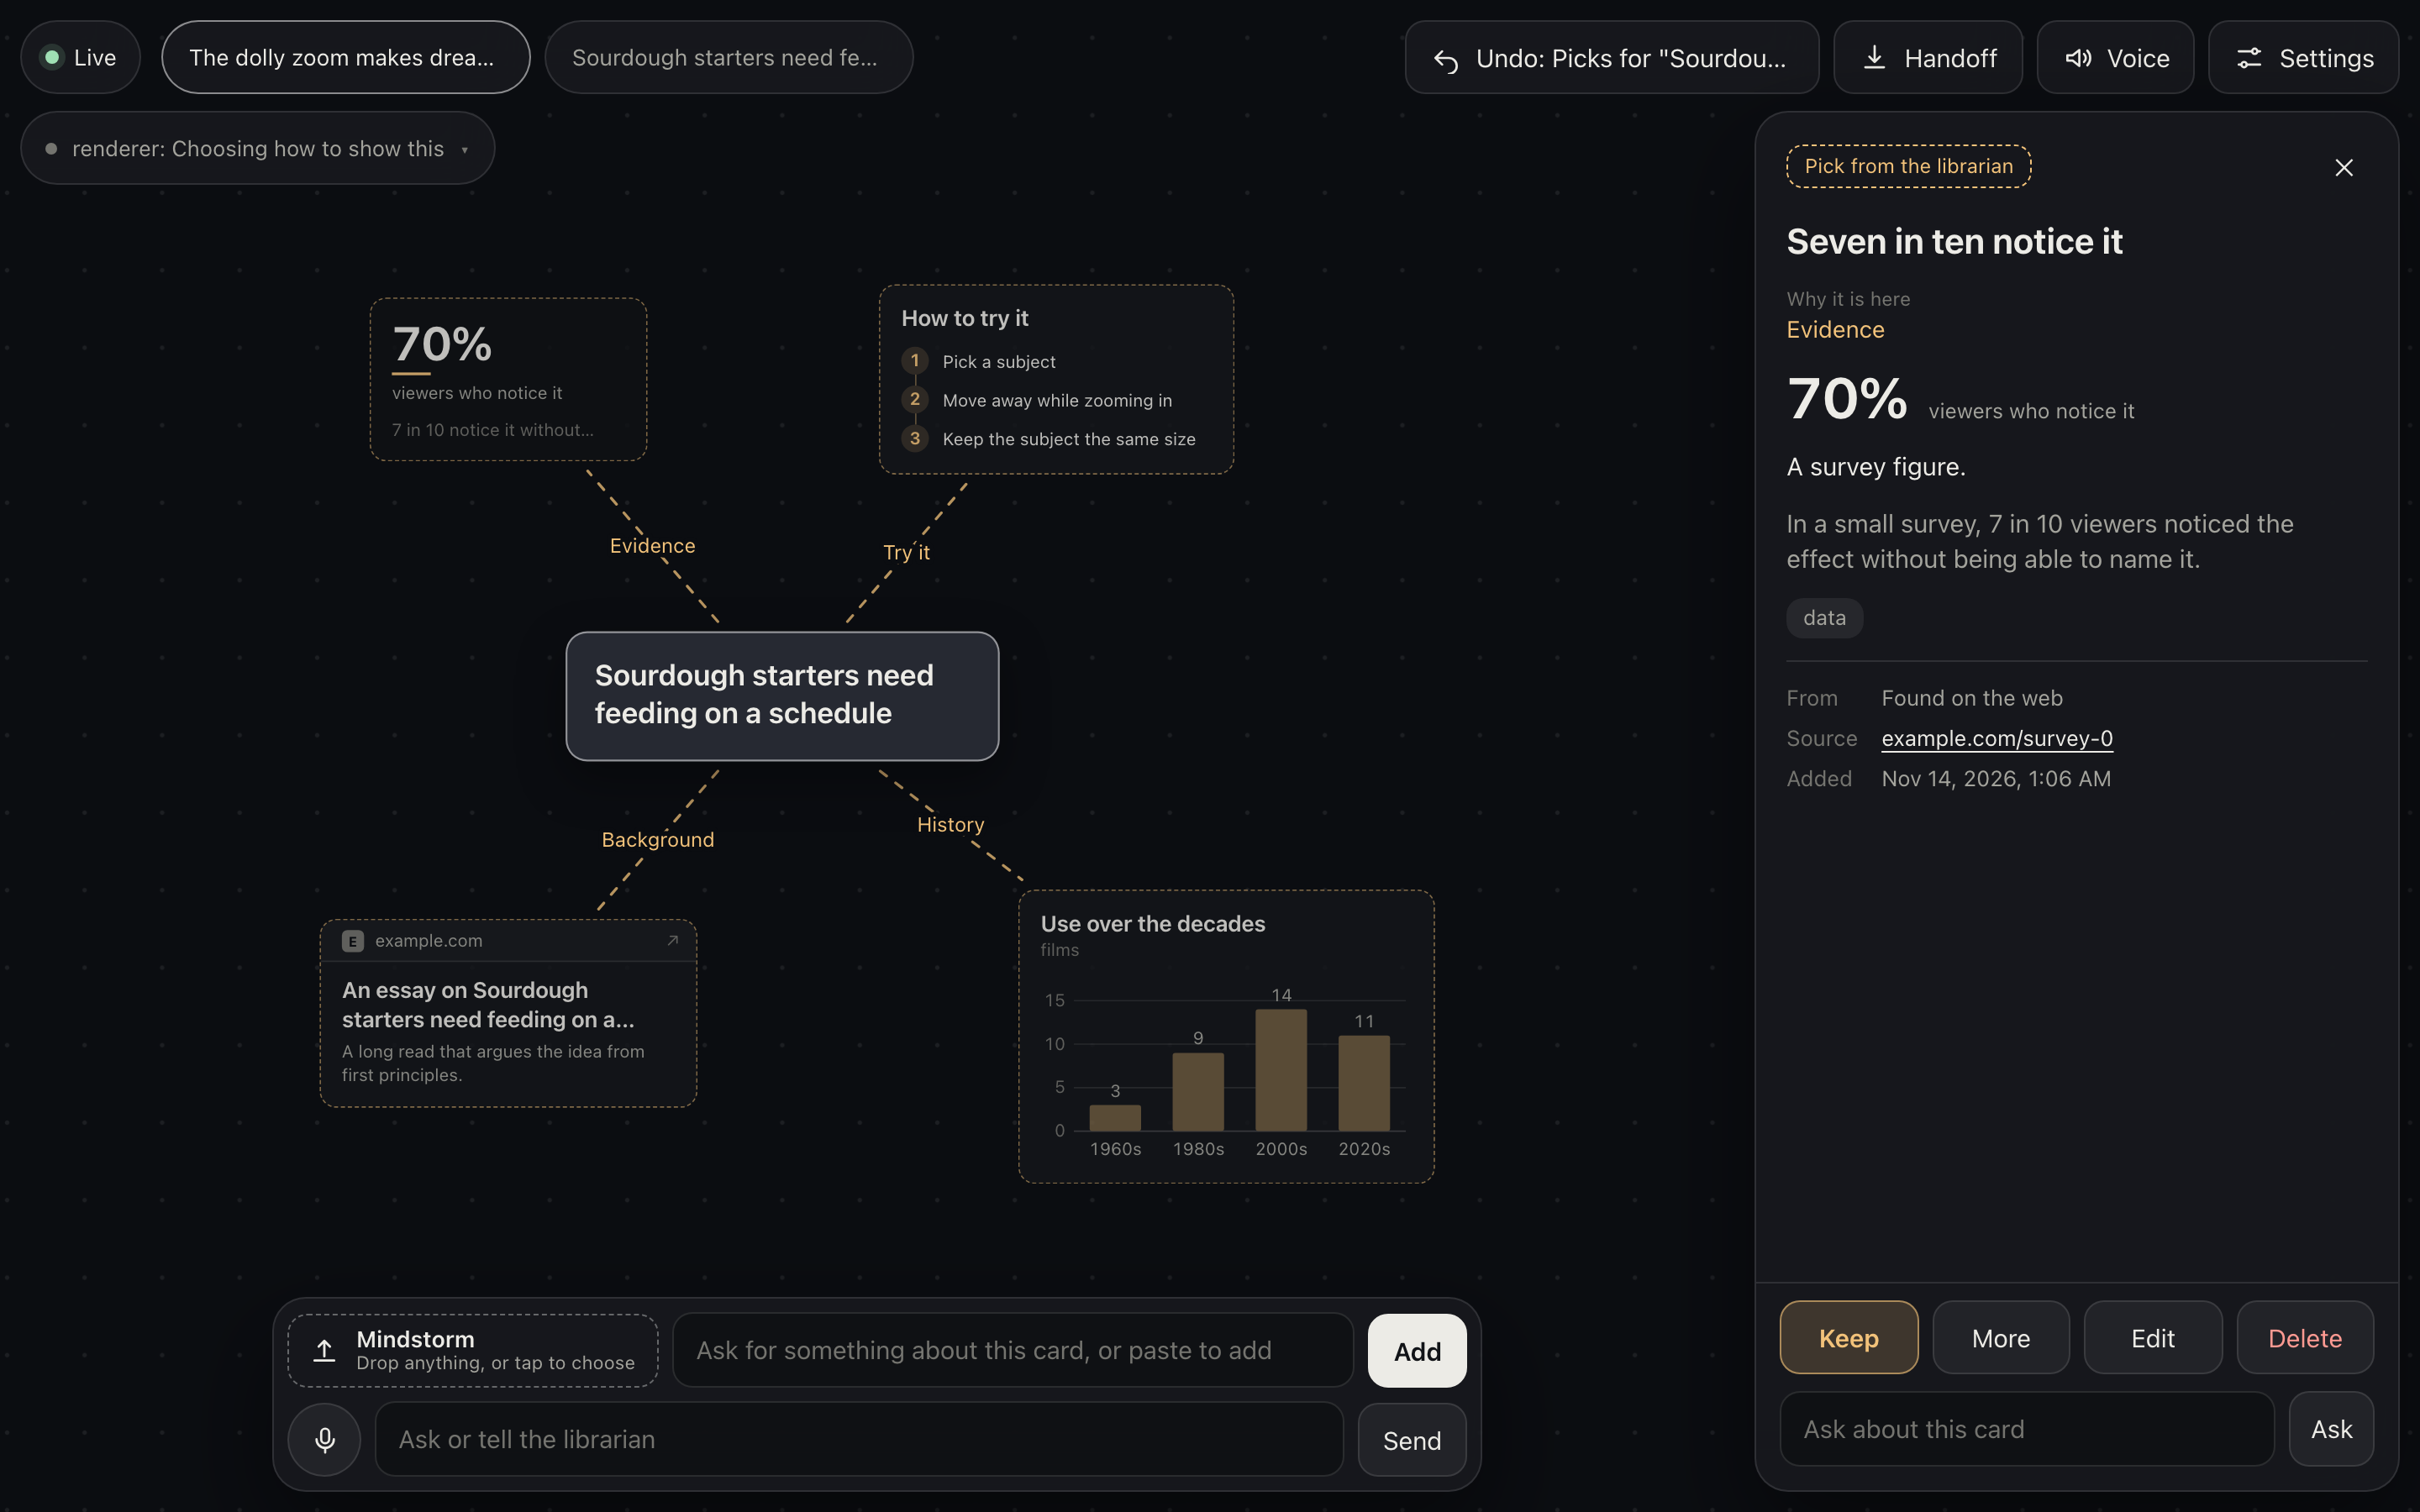 Live
The dolly zoom makes drea...
Sourdough starters need fe...
Undo: Picks for "Sourdou...
Handoff
Voice
Settings
renderer: Choosing how to show this
70%
viewers who notice it
7 in 10 notice it without...
How to try it
1 Pick a subject
2 Move away while zooming in
3 Keep the subject the same size
Evidence
Try it
Sourdough starters need
feeding on a schedule
Background
History
E example.com
An essay on Sourdough
starters need feeding on a...
A long read that argues the idea from
first principles.
Use over the decades
films
15
10
5
0
3
9
14
11
1960s 1980s 2000s 2020s
Mindstorm
Drop anything, or tap to choose
Ask for something about this card, or paste to add
Add
Ask or tell the librarian
Send
Pick from the librarian
Seven in ten notice it
Why it is here
Evidence
70% viewers who notice it
A survey figure.
In a small survey, 7 in 10 viewers noticed the
effect without being able to name it.
data
From Found on the web
Source example.com/survey-0
Added Nov 14, 2026, 1:06 AM
Keep
More
Edit
Delete
Ask about this card
Ask